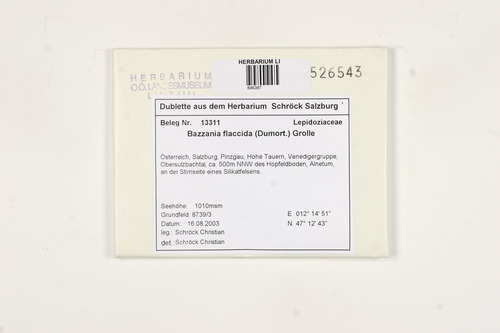 HERBARIUM LI
846387
HERBARIUM
O.Ö. LANDESMUSEUM
526543
Dublette aus dem Herbarium Schröck Salzburg
Beleg Nr. 13311 Lepidoziaceae
Bazzania flaccida (Dumort.) Grolle
Österreich, Salzburg, Pinzgau, Hohe Tauern, Venedigergruppe,
Obersulzbachtal, ca. 500m NNW des Hopfeldboden, Alnetum,
an der Stirnseite eines Silikatfelsens.
Seehöhe: 1010msm
Grundfeld: 8739/3 E 012° 14' 51"
Datum: 16.08.2003 N 47° 12' 43"
leg.: Schröck Christian
det.: Schröck Christian